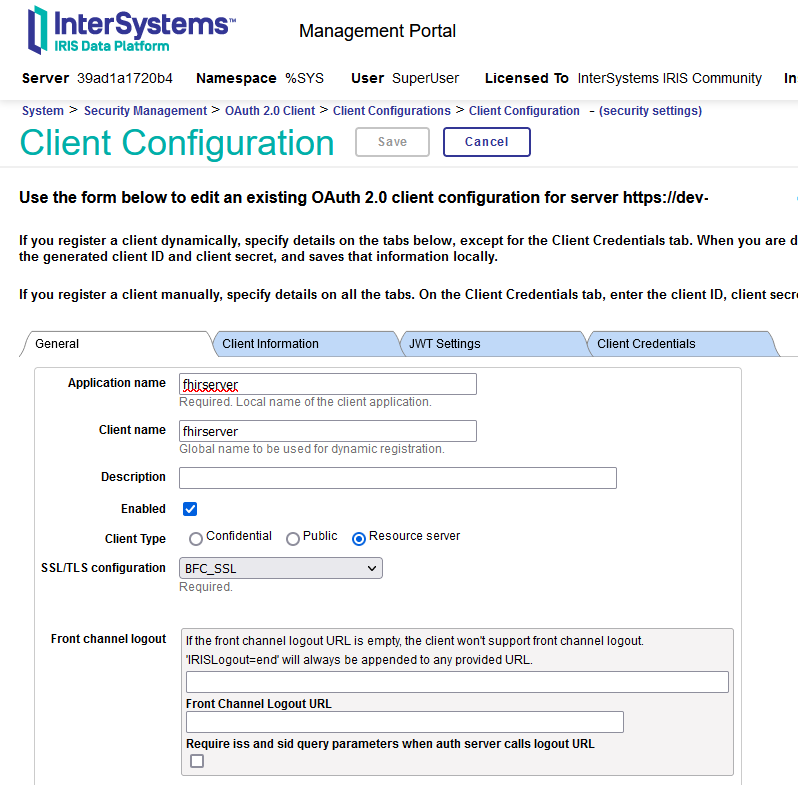 InterSystems™
IRIS Data Platform
Management Portal
Server 39ad1a1720b4 Namespace %SYS User SuperUser Licensed To InterSystems IRIS Community In
System > Security Management > OAuth 2.0 Client > Client Configurations > Client Configuration - (security settings)
Client Configuration Save Cancel
Use the form below to edit an existing OAuth 2.0 client configuration for server https://dev-
If you register a client dynamically, specify details on the tabs below, except for the Client Credentials tab. When you are d
the generated client ID and client secret, and saves that information locally.
If you register a client manually, specify details on all the tabs. On the Client Credentials tab, enter the client ID, client secre
General Client Information JWT Settings Client Credentials
Application name fhirserver
Required. Local name of the client application.
Client name fhirserver
Global name to be used for dynamic registration.
Description
Enabled
Client Type Confidential Public Resource server
SSL/TLS configuration BFC_SSL
Required.
Front channel logout If the front channel logout URL is empty, the client won't support front channel logout.
'IRISLogout=end' will always be appended to any provided URL.
Front Channel Logout URL
Require iss and sid query parameters when auth server calls logout URL